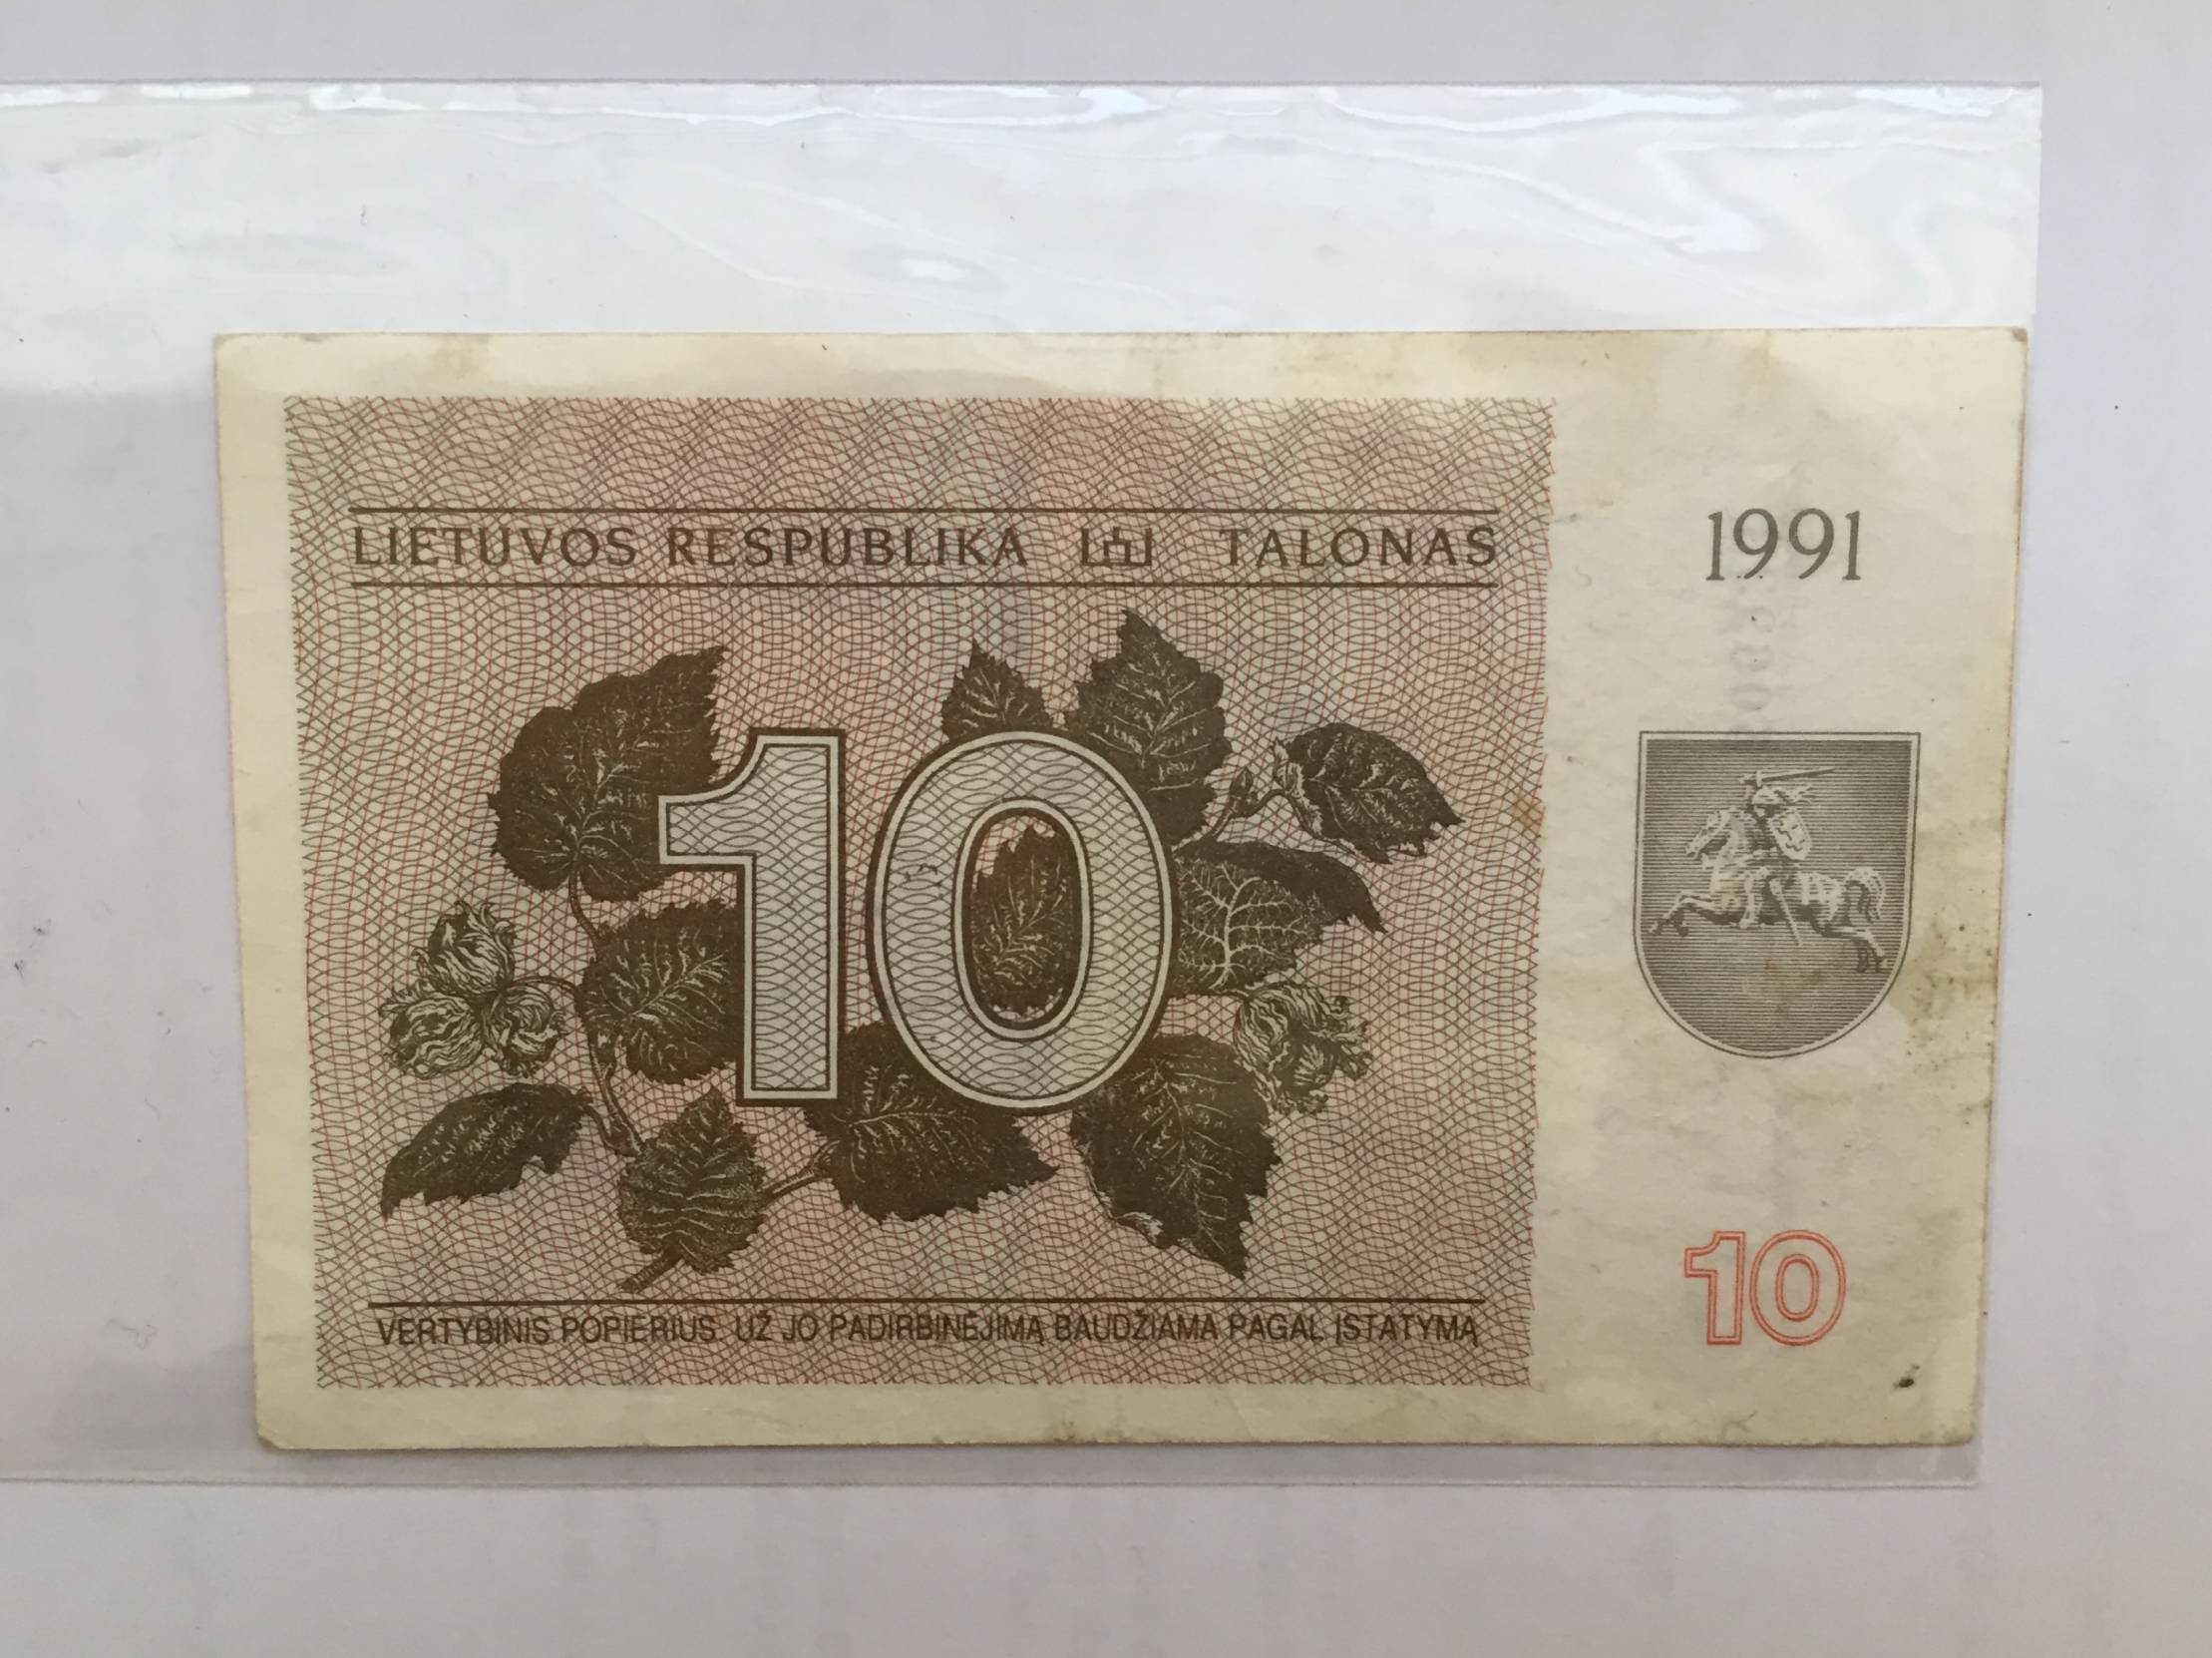 LIETUVOS RESPUBLIKA TALONAS
1991
10
10
VERTYBINIS POPIERIUS. UŽ JO PADIRBINĖJIMĄ BAUDŽIAMA PAGAL ĮSTATYMĄ